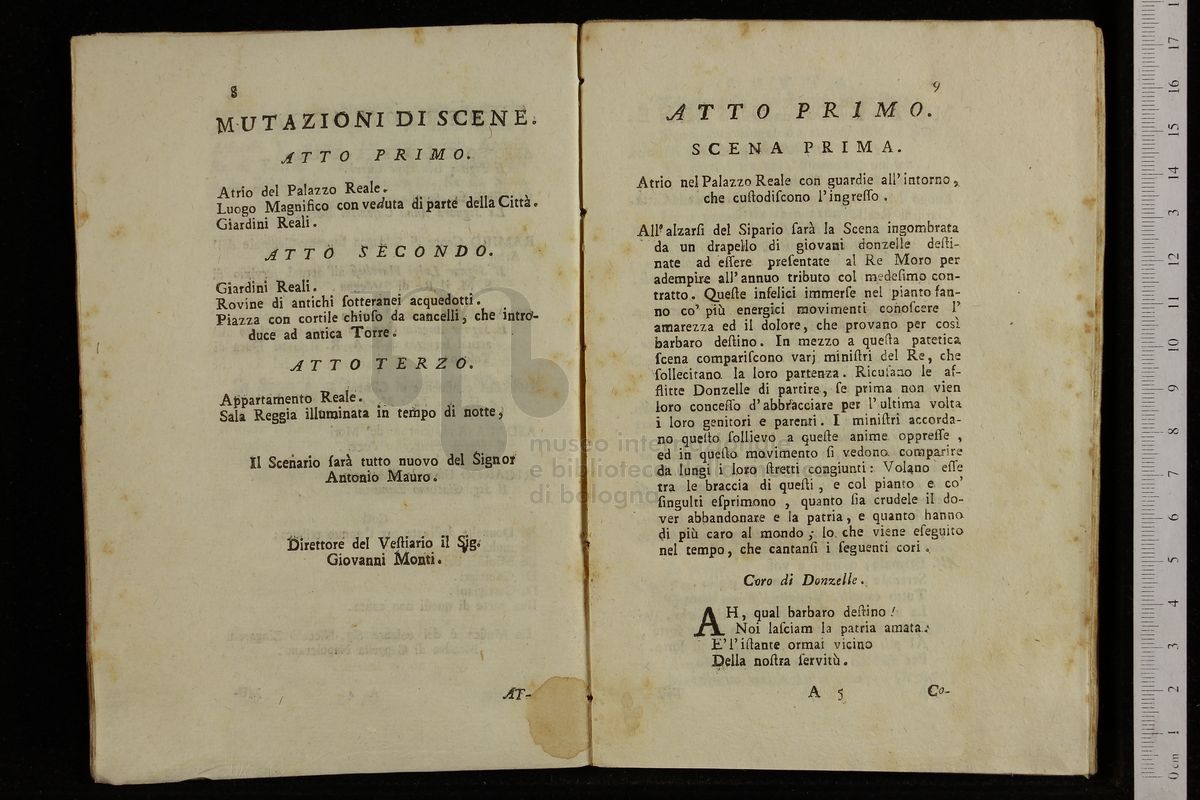 8
MUTAZIONI DI SCENE.
ATTO PRIMO.
Atrio del Palazzo Reale.
Luogo Magnifico con veduta di parte della Città.
Giardini Reali.
ATTO SECONDO.
Giardini Reali.
Rovine di antichi ſotteranei acquedotti.
Piazza con cortile chiuſo da cancelli, che intro-
duce ad antica Torre.
ATTO TERZO.
Appartamento Reale.
Sala Reggia illuminata in tempo di notte,
Il Scenario ſarà tutto nuovo del Signor
Antonio Mauro.
Direttore del Veſtiario il Sig.
Giovanni Monti.
AT-
9
ATTO PRIMO.
SCENA PRIMA.
Atrio nel Palazzo Reale con guardie all'intorno,
che cuſtodiſcono l'ingreſſo.
All'alzarſi del Sipario ſarà la Scena ingombrata
da un drapello di giovani donzelle deſti-
nate ad eſſere preſentate al Re Moro per
adempire all'annuo tributo col medeſimo con-
tratto. Queſte infelici immerſe nel pianto fan-
no co' più energici movimenti conoſcere l'
amarezza ed il dolore, che provano per così
barbaro deſtino. In mezzo a queſta patetica
ſcena compariſcono varj miniſtri del Re, che
ſollecitano la loro partenza. Ricuſano le af-
flitte Donzelle di partire, ſe prima non vien
loro conceſſo d'abbracciare per l'ultima volta
i loro genitori e parenti. I miniſtri accorda-
no queſto ſollievo a queſte anime oppreſſe,
ed in queſto movimento ſi vedono comparire
da lungi i loro ſtretti congiunti: Volano eſſe
tra le braccia di queſti, e col pianto e co'
ſingulti eſprimono, quanto ſia crudele il do-
ver abbandonare e la patria, e quanto hanno
di più caro al mondo; lo che viene eſeguito
nel tempo, che cantanſi i ſeguenti cori.
Coro di Donzelle.
AH, qual barbaro deſtino!
Noi laſciam la patria amata:
E' l'iſtante ormai vicino
Della noſtra ſervitù.
A 5
Co-
museo internazionale
e biblioteca della musica
di bologna